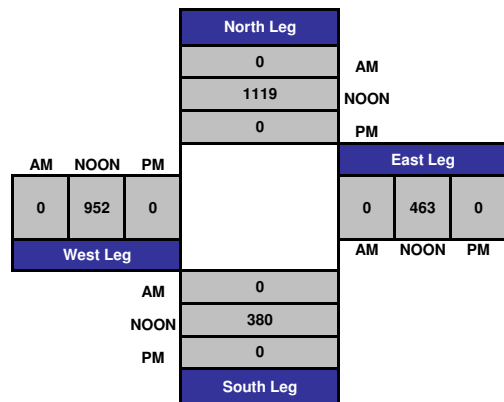 North Leg
0 AM
1119 NOON
0 PM
AM NOON PM East Leg
0 952 0 0 463 0
West Leg AM NOON PM
AM 0
NOON 380
PM 0
South Leg